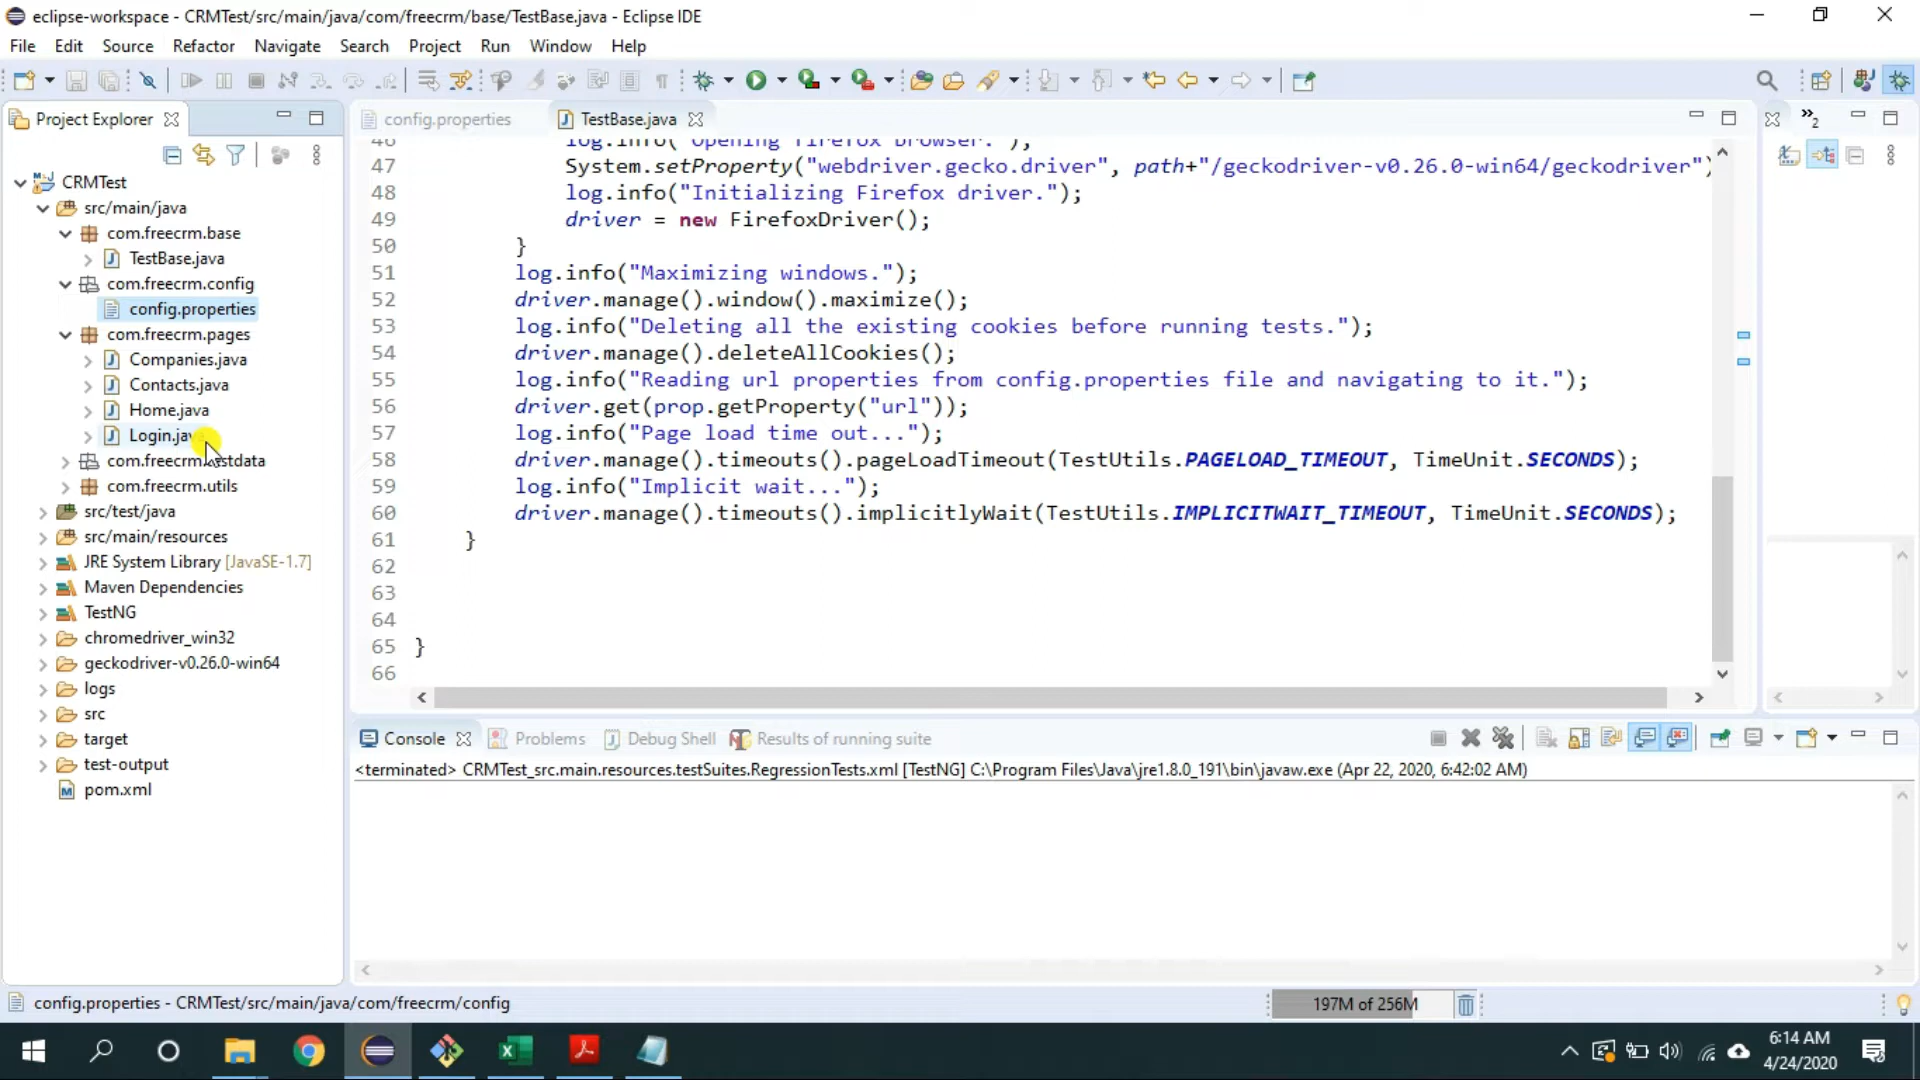 eclipse-workspace - CRMTest/src/main/java/com/freecrm/base/TestBase.java - Eclipse IDE
File Edit Source Refactor Navigate Search Project Run Window Help
Project Explorer
config.properties
TestBase.java
2
CRMTest
src/main/java
com.freecrm.base
TestBase.java
com.freecrm.config
config.properties
com.freecrm.pages
Companies.java
Contacts.java
Home.java
Login.java
com.freecrm.testdata
com.freecrm.utils
src/test/java
src/main/resources
JRE System Library [JavaSE-1.7]
Maven Dependencies
TestNG
chromedriver_win32
geckodriver-v0.26.0-win64
logs
src
target
test-output
pom.xml
46 log.info("Opening firefox browser.");
47 System.setProperty("webdriver.gecko.driver", path+"/geckodriver-v0.26.0-win64/geckodriver")
48 log.info("Initializing Firefox driver.");
49 driver = new FirefoxDriver();
50 }
51 log.info("Maximizing windows.");
52 driver.manage().window().maximize();
53 log.info("Deleting all the existing cookies before running tests.");
54 driver.manage().deleteAllCookies();
55 log.info("Reading url properties from config.properties file and navigating to it.");
56 driver.get(prop.getProperty("url"));
57 log.info("Page load time out...");
58 driver.manage().timeouts().pageLoadTimeout(TestUtils.PAGELOAD_TIMEOUT, TimeUnit.SECONDS);
59 log.info("Implicit wait...");
60 driver.manage().timeouts().implicitlyWait(TestUtils.IMPLICITWAIT_TIMEOUT, TimeUnit.SECONDS);
61 }
62
63
64
65 }
66
Console Problems Debug Shell Results of running suite
<terminated> CRMTest_src.main.resources.testSuites.RegressionTests.xml [TestNG] C:\Program Files\Java\jre1.8.0_191\bin\javaw.exe (Apr 22, 2020, 6:42:02 AM)
config.properties - CRMTest/src/main/java/com/freecrm/config
197M of 256M
6:14 AM
4/24/2020